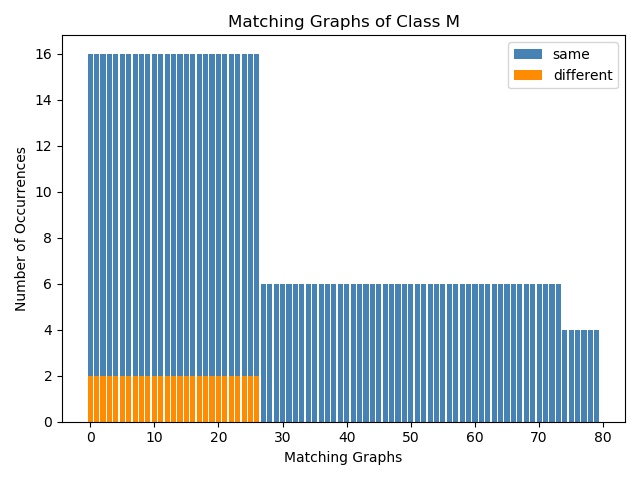 Matching Graphs of Class M
same
different
Number of Occurrences
16
14
12
10
8
6
4
2
0
0 10 20 30 40 50 60 70 80
Matching Graphs